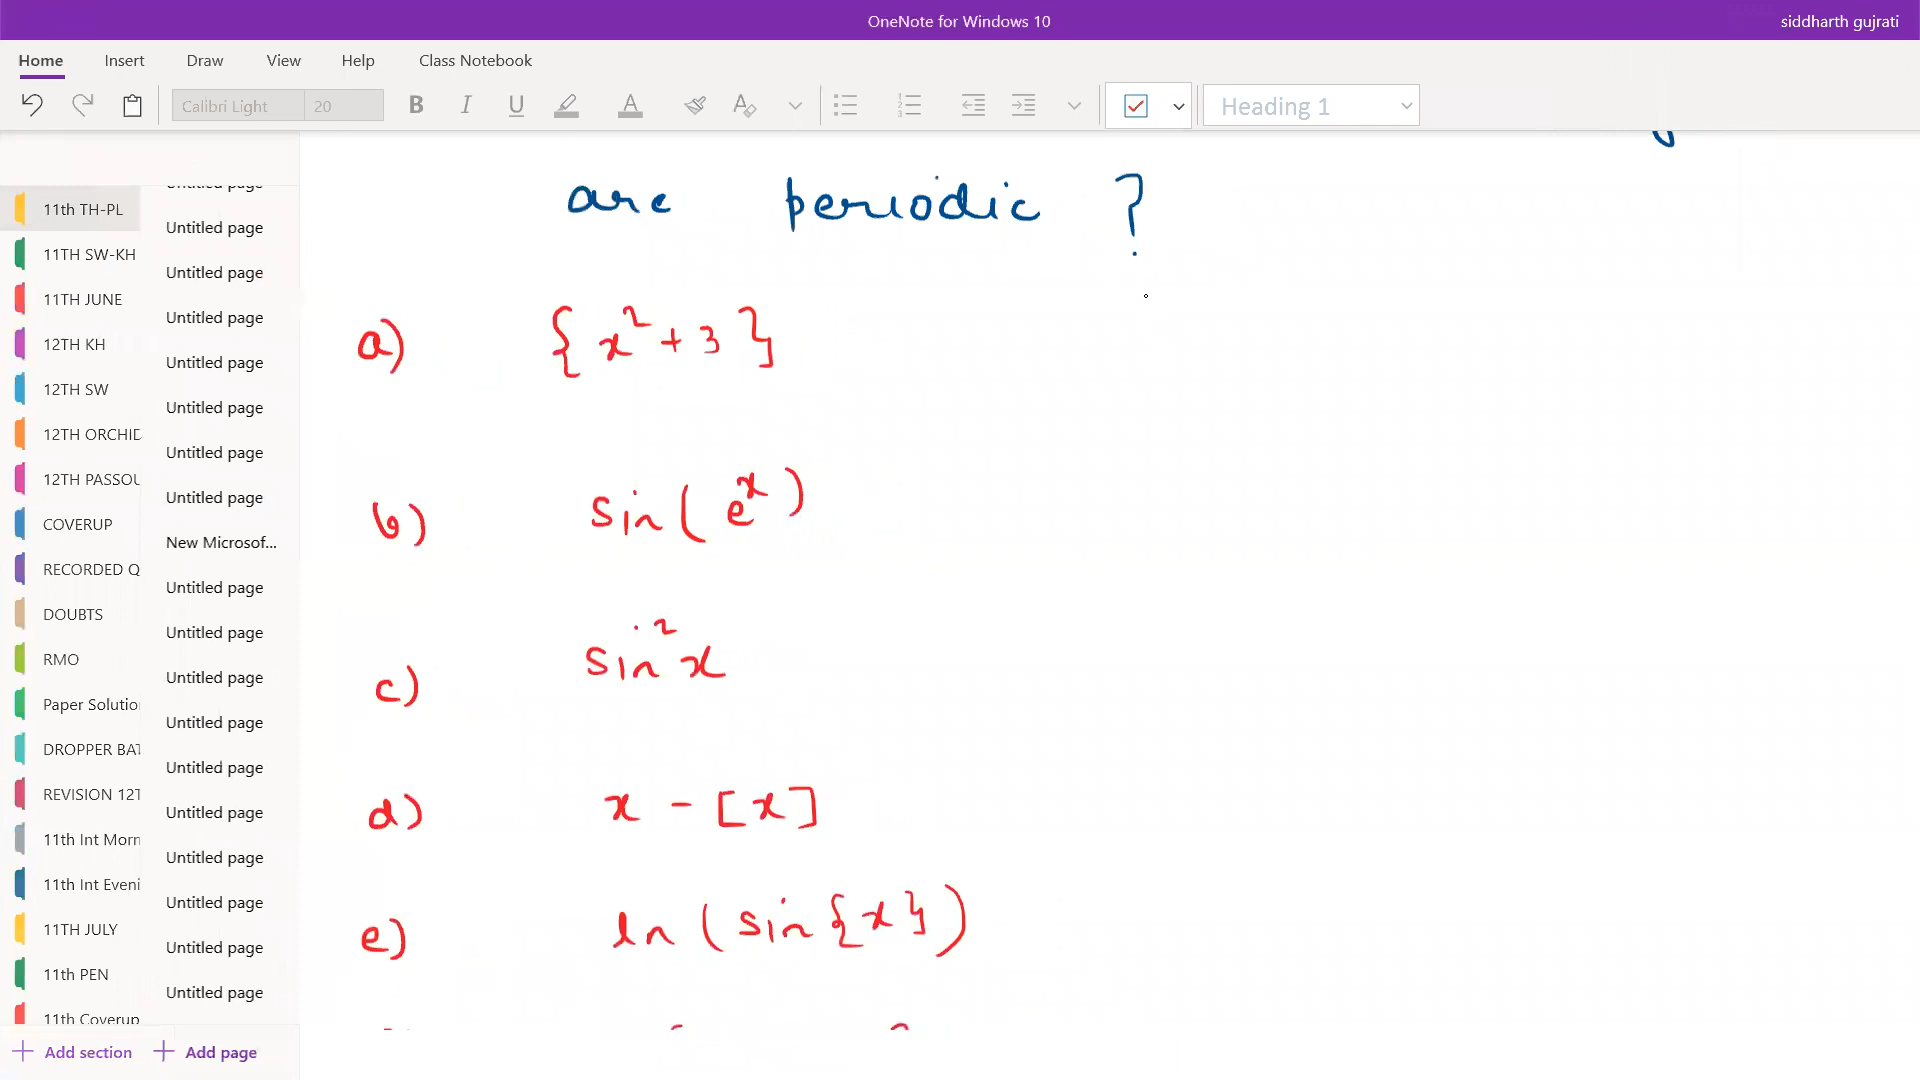 OneNote for Windows 10
siddharth gujrati
Home Insert Draw View Help Class Notebook
Calibri Light 20 B I U A Heading 1
are periodic ?
11th TH-PL
11TH SW-KH
11TH JUNE
12TH KH
12TH SW
12TH ORCHID
12TH PASSOU
COVERUP
RECORDED Q
DOUBTS
RMO
Paper Solutio
DROPPER BAT
REVISION 12T
11th Int Morn
11th Int Eveni
11TH JULY
11th PEN
11th Coverup
Untitled page
Untitled page
Untitled page
Untitled page
Untitled page
Untitled page
Untitled page
Untitled page
New Microsof...
Untitled page
Untitled page
Untitled page
Untitled page
Untitled page
Untitled page
Untitled page
Untitled page
Untitled page
Untitled page
a) { x² + 3 }
b) sin ( eˣ )
c) sin² x
d) x - [x]
e) ln ( sin {x} )
Add section Add page